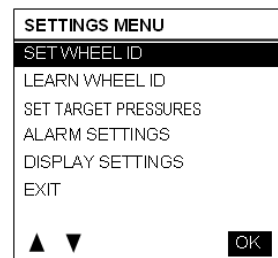 SETTINGS MENU
SET WHEEL ID
LEARN WHEEL ID
SET TARGET PRESSURES
ALARM SETTINGS
DISPLAY SETTINGS
EXIT
▲ ▼ OK